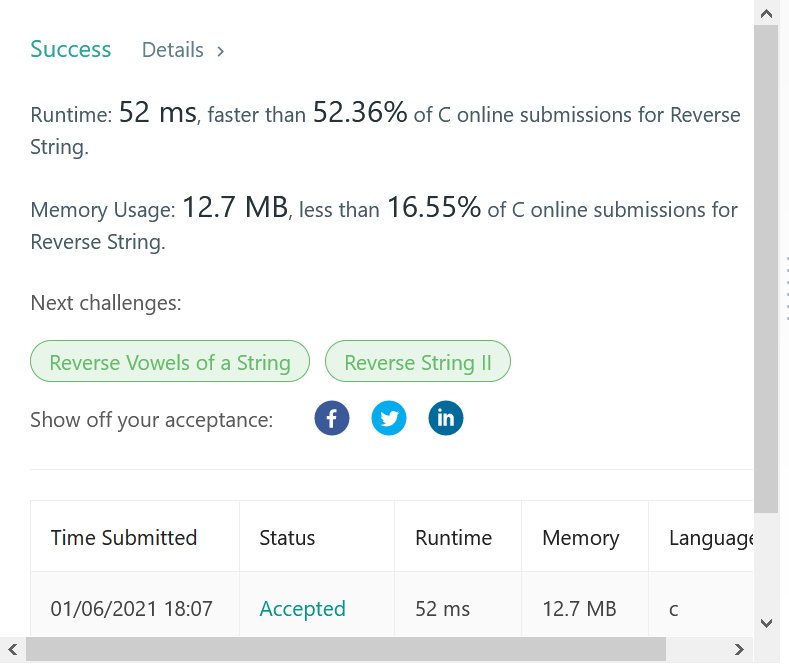 Success Details >
Runtime: 52 ms, faster than 52.36% of C online submissions for Reverse
String.
Memory Usage: 12.7 MB, less than 16.55% of C online submissions for
Reverse String.
Next challenges:
Reverse Vowels of a String Reverse String II
Show off your acceptance: f in
Time Submitted Status Runtime Memory Language
01/06/2021 18:07 Accepted 52 ms 12.7 MB c